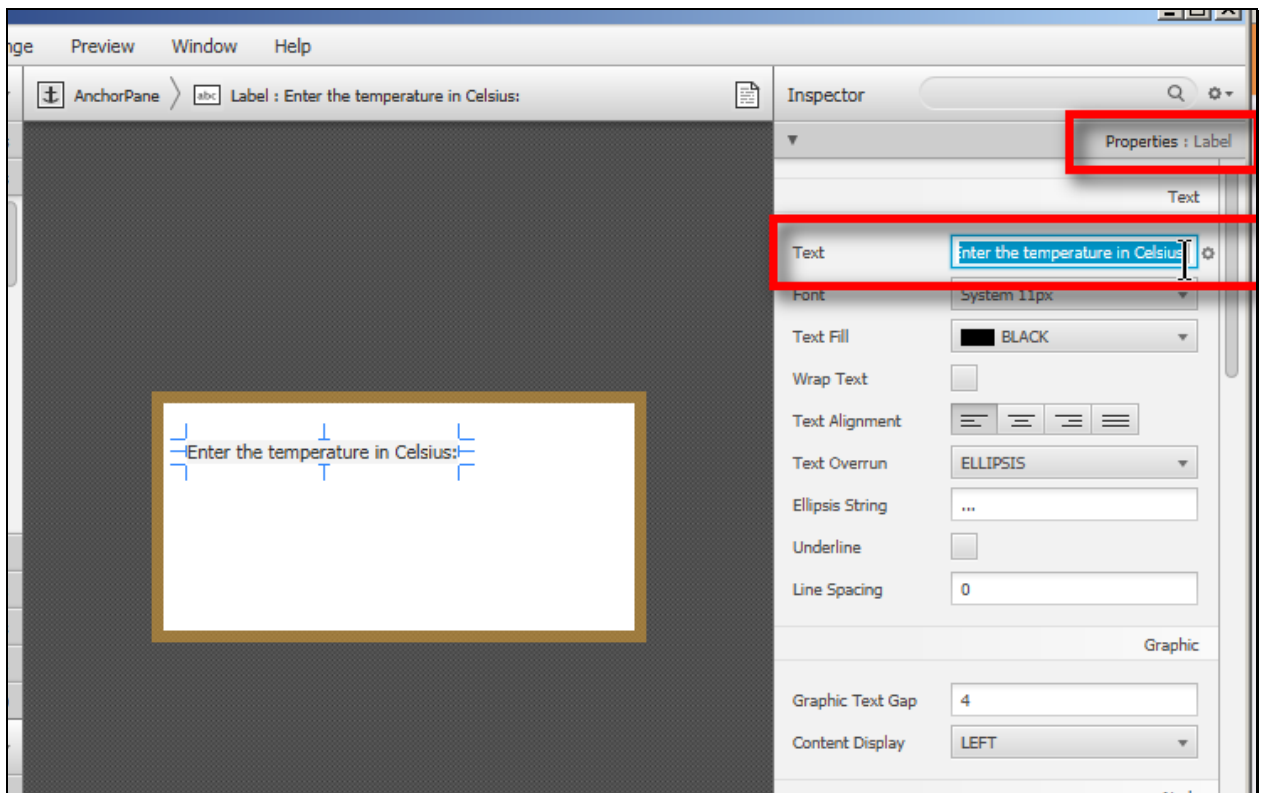 nge Preview Window Help
AnchorPane abc Label : Enter the temperature in Celsius: Inspector
Properties : Label
Text
Text Enter the temperature in Celsius:
Font System 11px
Text Fill BLACK
Wrap Text
Enter the temperature in Celsius:
Text Alignment
Text Overrun ELLIPSIS
Ellipsis String ...
Underline
Line Spacing 0
Graphic
Graphic Text Gap 4
Content Display LEFT